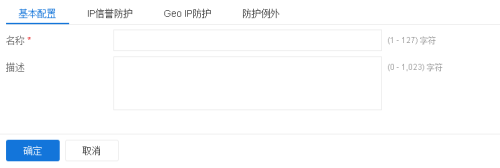 基本配置 IP信誉防护 Geo IP防护 防护例外
名称 * (1 - 127) 字符
描述 (0 - 1,023) 字符
确定 取消